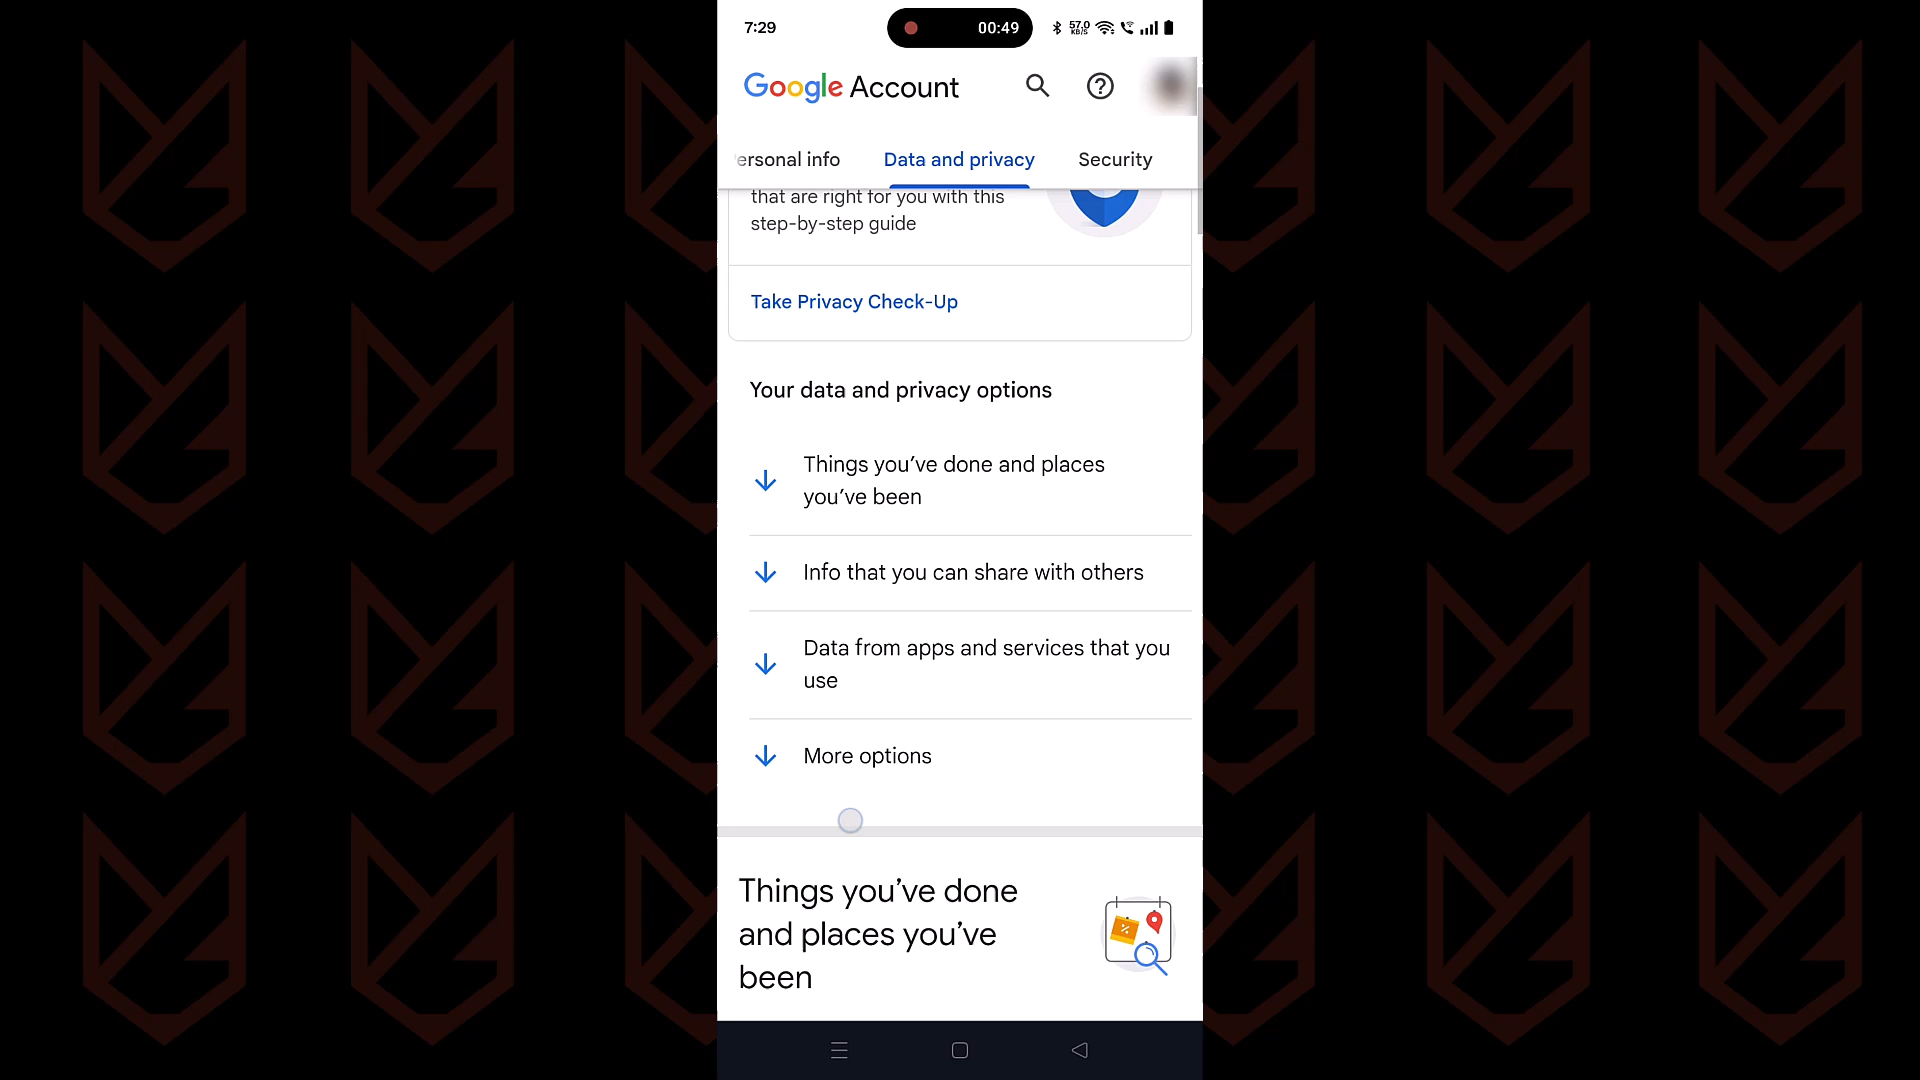 7:29
00:49
57.0
KB/S
Google Account
ersonal info
Data and privacy
Security
that are right for you with this
step-by-step guide
Take Privacy Check-Up
Your data and privacy options
Things you’ve done and places
you’ve been
Info that you can share with others
Data from apps and services that you
use
More options
Things you’ve done
and places you’ve
been